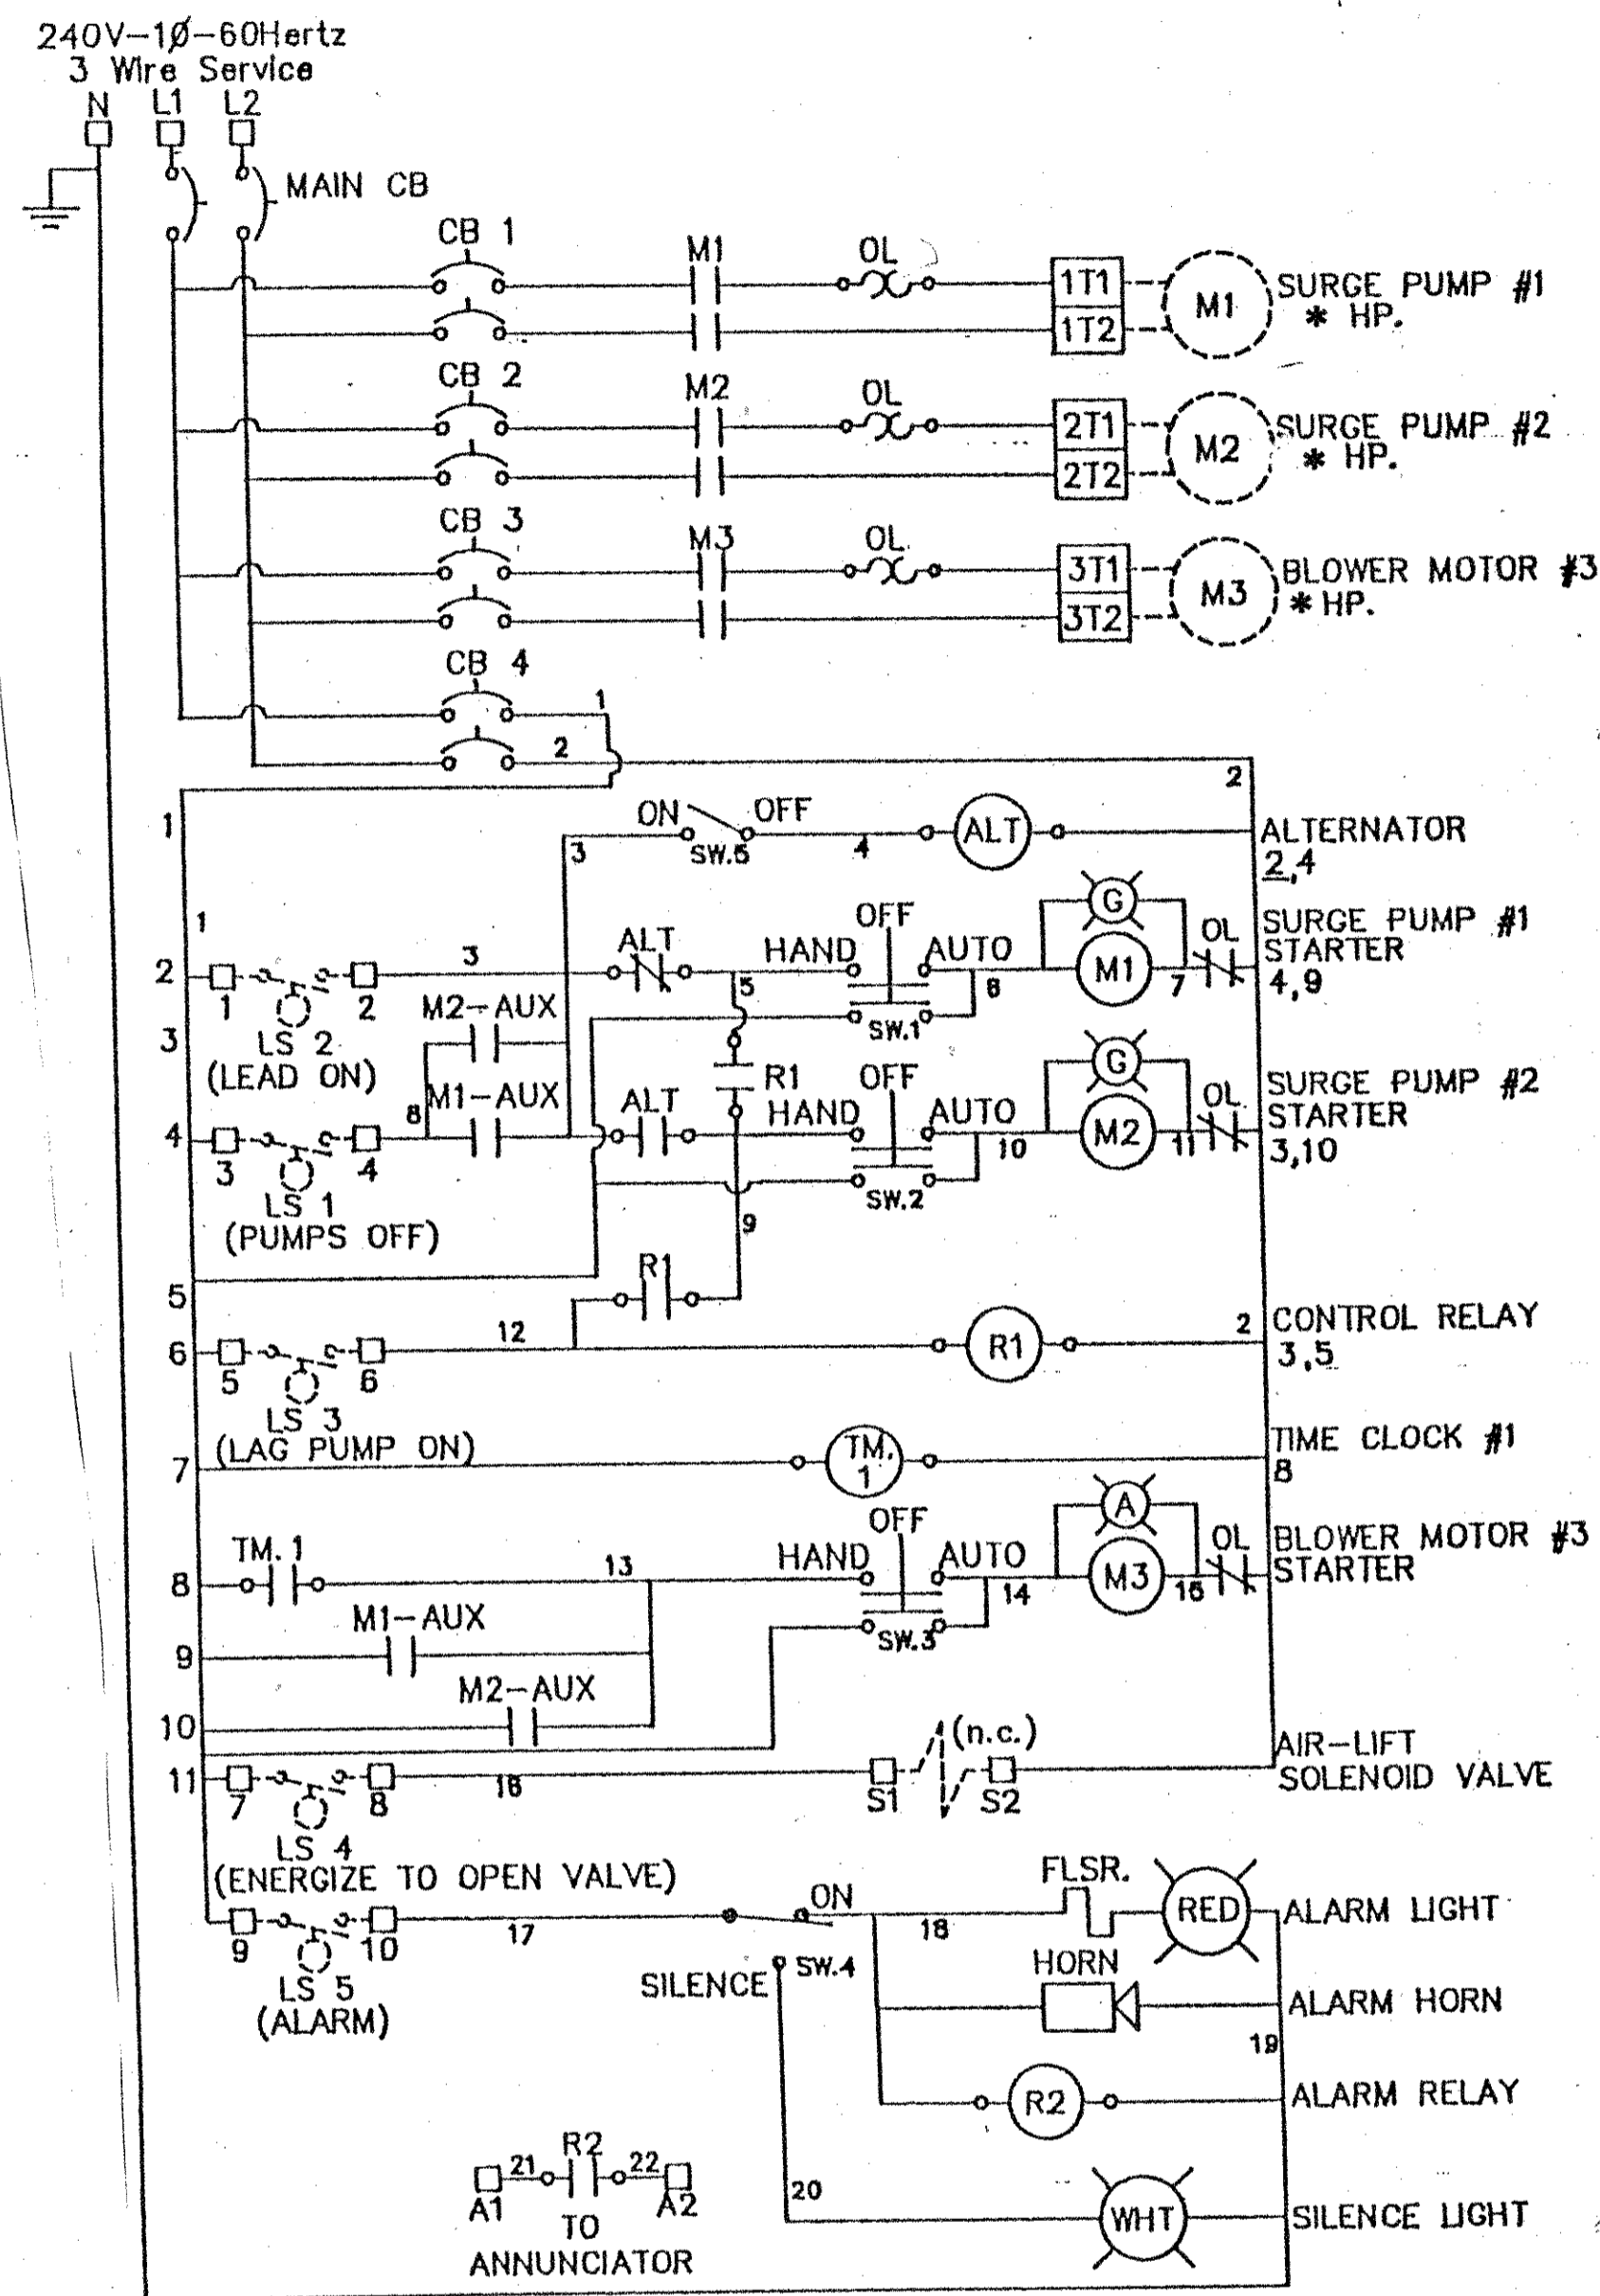 240V-1Ø-60Hertz
3 Wire Service
N L1 L2
MAIN CB
CB 1 M1 OL 1T1 M1 SURGE PUMP #1
1T2 * HP.
CB 2 M2 OL 2T1 M2 SURGE PUMP #2
2T2 * HP.
CB 3 M3 OL 3T1 M3 BLOWER MOTOR #3
3T2 * HP.
CB 4 1
2 2
1 ON OFF ALT ALTERNATOR
3 SW.5 4 2,4
1 OFF G OL SURGE PUMP #1
2 3 ALT HAND AUTO M1 STARTER
1 2 5 6 7 4,9
3 LS 2 M2-AUX SW.1
(LEAD ON) R1 OFF G SURGE PUMP #2
M1-AUX ALT HAND AUTO OL STARTER
4 8 M2 3,10
3 4 10 11
LS 1 SW.2
(PUMPS OFF) 9
5 R1
6 12 R1 2 CONTROL RELAY
5 6 3,5
LS 3
(LAG PUMP ON) TIME CLOCK #1
7 TM. 1 8
OFF A
TM. 1 13 HAND AUTO OL BLOWER MOTOR #3
8 M3 STARTER
M1-AUX 14 15
9 SW.3
M2-AUX
10 (n.c.) AIR-LIFT
11 SOLENOID VALVE
7 8 16 S1 S2
LS 4
(ENERGIZE TO OPEN VALVE) FLSR.
ON RED ALARM LIGHT
9 10 17 18
LS 5 SILENCE SW.4 HORN
(ALARM) ALARM HORN
19
R2 ALARM RELAY
21 R2 22
A1 A2 20
TO WHT SILENCE LIGHT
ANNUNCIATOR